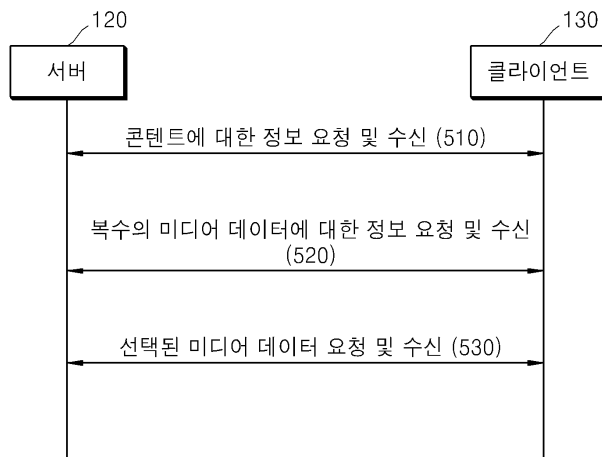 120
130
서버
클라이언트
콘텐트에 대한 정보 요청 및 수신 (510)
복수의 미디어 데이터에 대한 정보 요청 및 수신
(520)
선택된 미디어 데이터 요청 및 수신 (530)